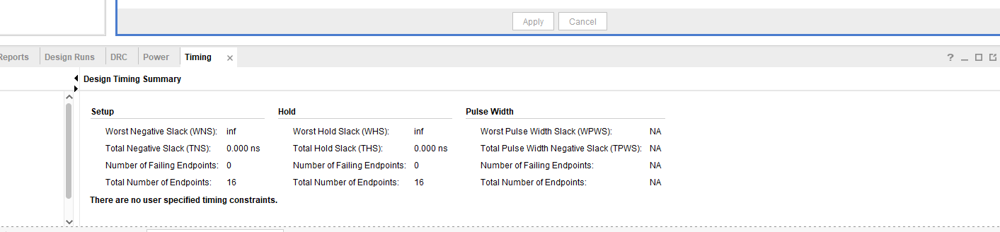 Apply Cancel
Reports Design Runs DRC Power Timing ×
?
Design Timing Summary
Setup Hold Pulse Width
Worst Negative Slack (WNS): inf Worst Hold Slack (WHS): inf Worst Pulse Width Slack (WPWS): NA
Total Negative Slack (TNS): 0.000 ns Total Hold Slack (THS): 0.000 ns Total Pulse Width Negative Slack (TPWS): NA
Number of Failing Endpoints: 0 Number of Failing Endpoints: 0 Number of Failing Endpoints: NA
Total Number of Endpoints: 16 Total Number of Endpoints: 16 Total Number of Endpoints: NA
There are no user specified timing constraints.